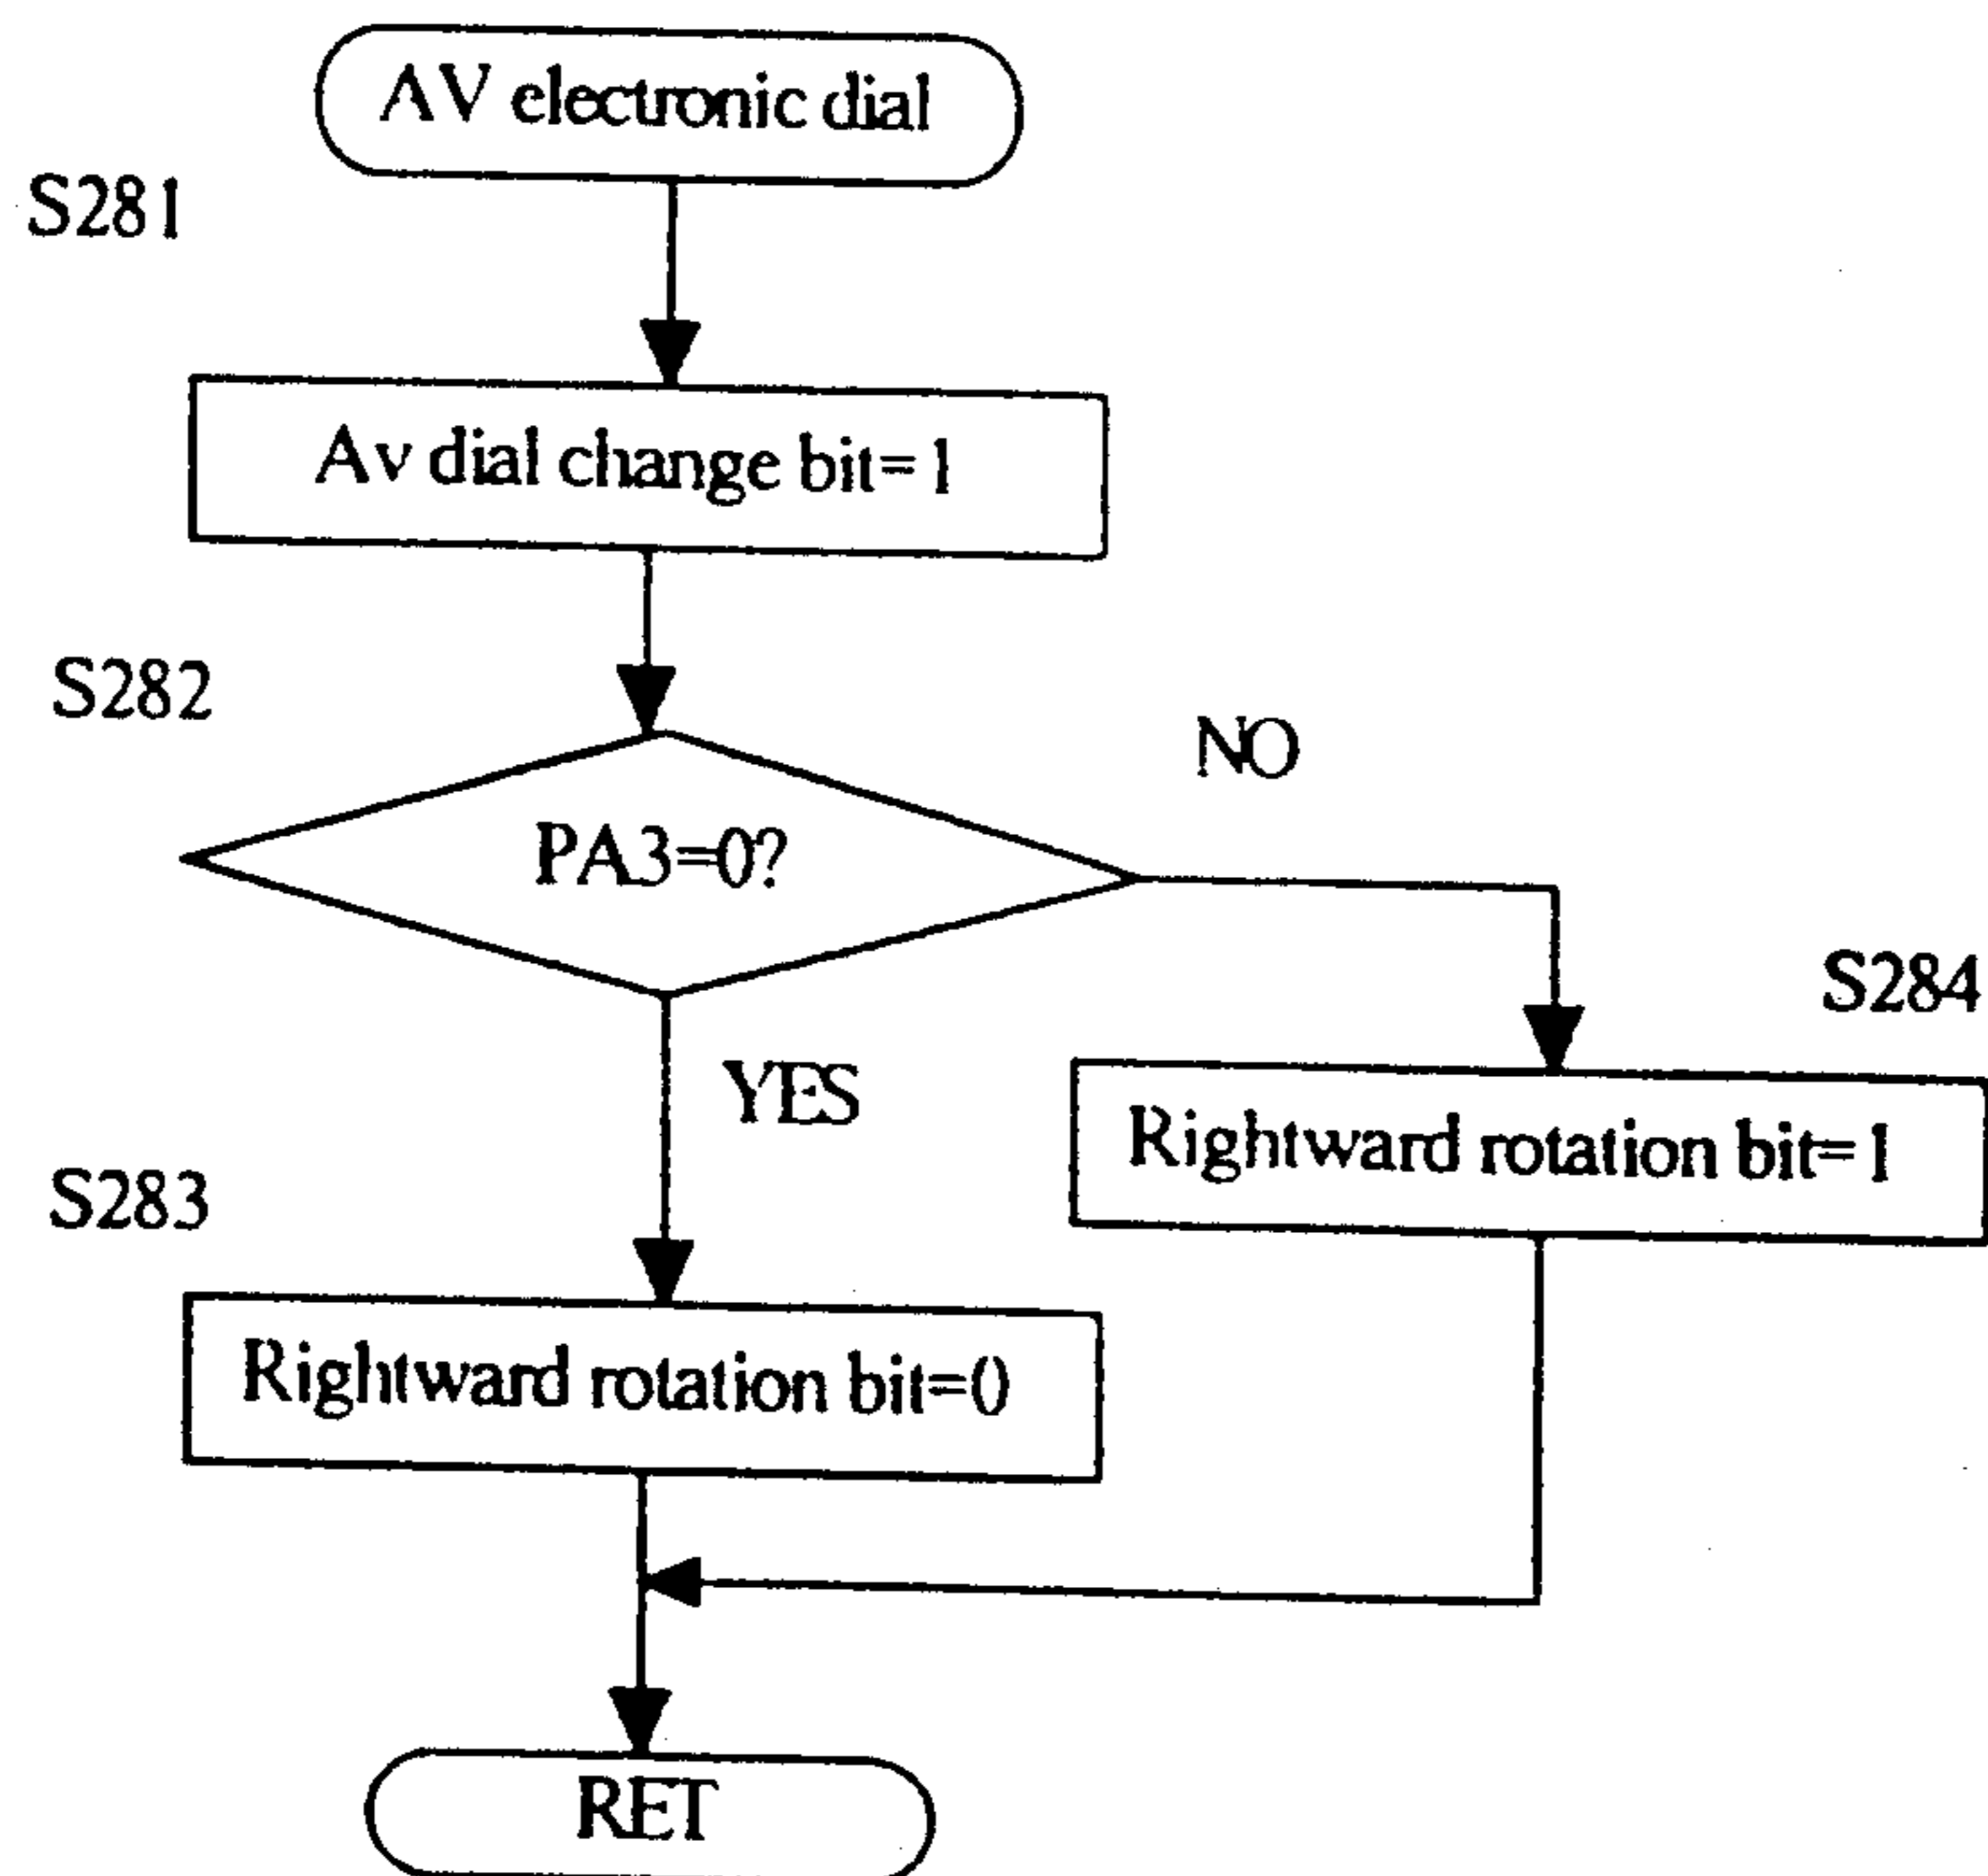 AV electronic dial
S281
Av dial change bit=1
S282
NO
PA3=0?
S284
YES
Rightward rotation bit=1
S283
Rightward rotation bit=0
RET